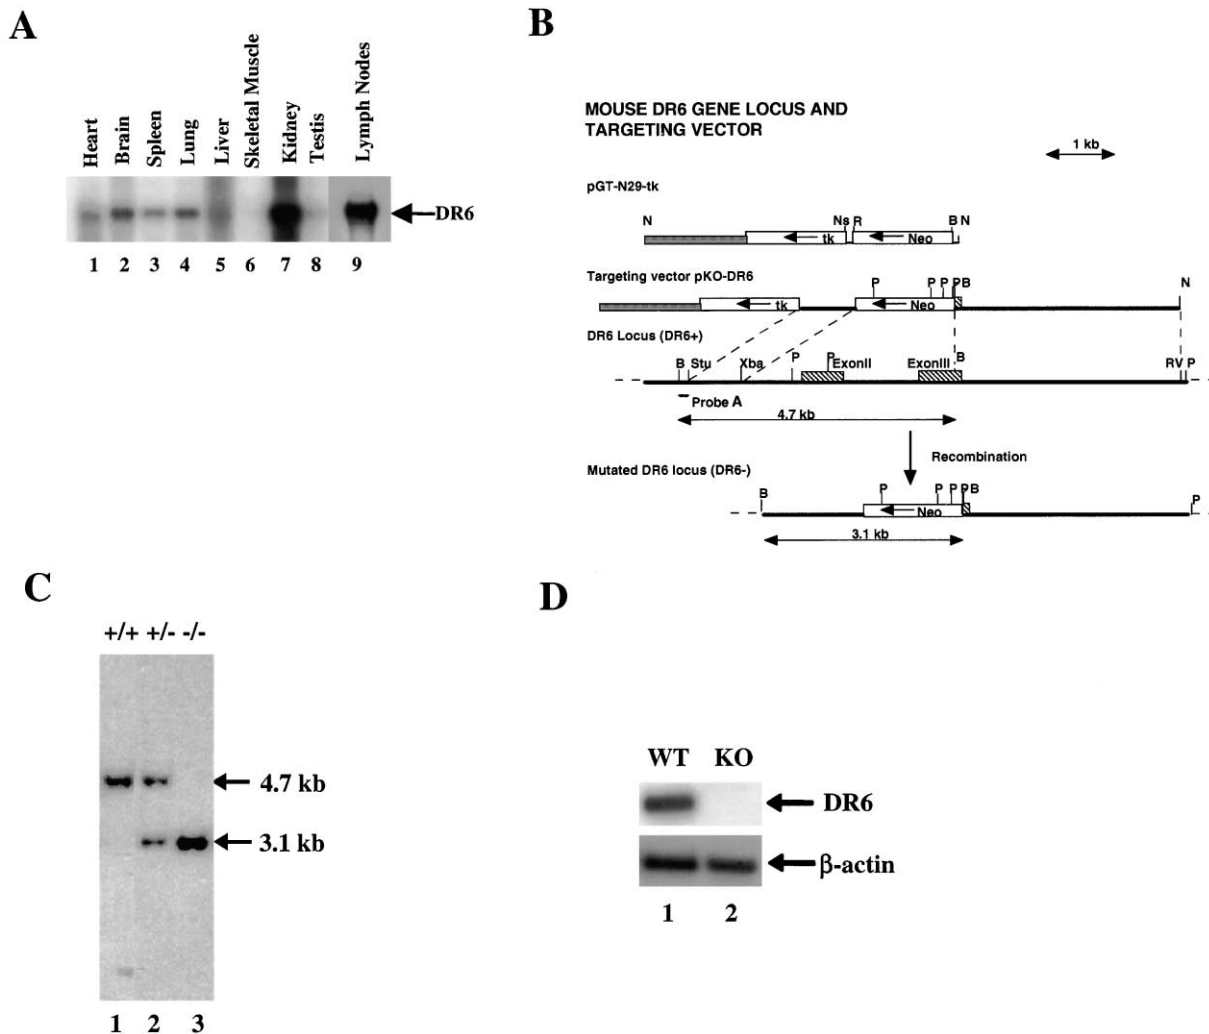 A
Heart
Brain
Spleen
Lung
Liver
Skeletal Muscle
Kidney
Testis
Lymph Nodes
DR6
1 2 3 4 5 6 7 8 9
B
MOUSE DR6 GENE LOCUS AND
TARGETING VECTOR
1 kb
pGT-N29-tk
N Ns R B N
tk Neo
Targeting vector pKO-DR6
P P P PB N
tk Neo
DR6 Locus (DR6+)
B Stu Xba P P ExonII ExonIII B RV P
Probe A
4.7 kb
Recombination
Mutated DR6 locus (DR6-)
B P P P PB P
Neo
3.1 kb
C
+/+ +/- -/-
4.7 kb
3.1 kb
1 2 3
D
WT KO
DR6
β-actin
1 2